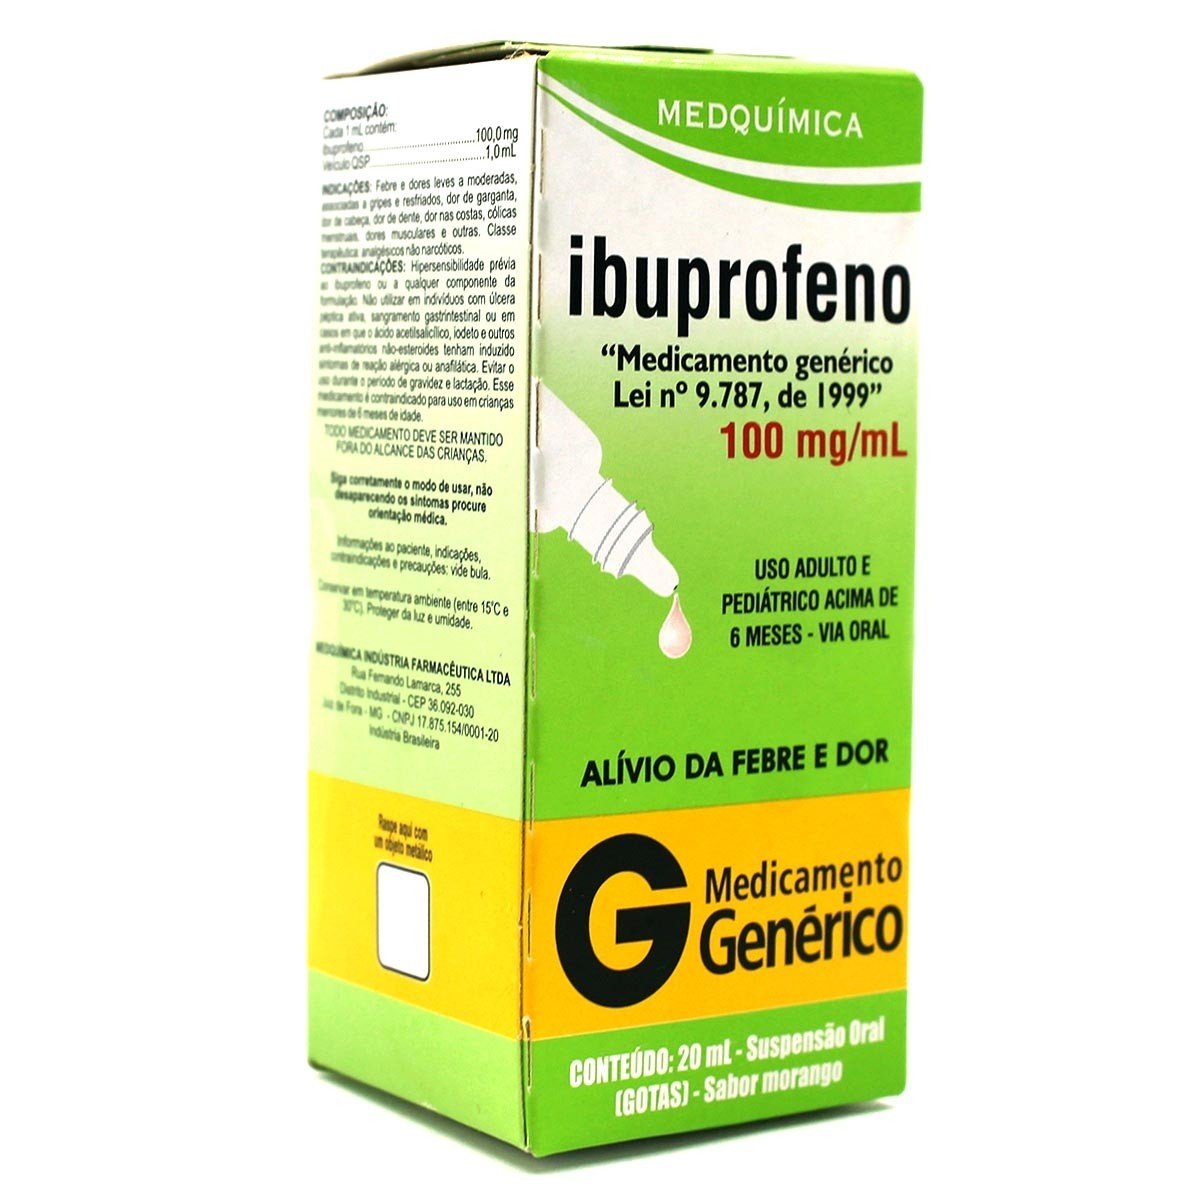 COMPOSIÇÃO:
Cada 1 mL contém:
Ibuprofeno..............................100,0 mg
Veículo QSP..............................1,0 mL
INDICAÇÕES: Febre e dores leves a moderadas,
associadas a gripes e resfriados, dor de garganta,
dor de cabeça, dor de dente, dor nas costas, cólicas
menstruais, dores musculares e outras. Classe
terapêutica: analgésicos não narcóticos.
CONTRAINDICAÇÕES: Hipersensibilidade prévia
ao ibuprofeno ou a qualquer componente da
formulação. Não utilizar em indivíduos com úlcera
péptica ativa, sangramento gastrintestinal ou em
casos em que o ácido acetilsalicílico, iodeto e outros
anti-inflamatórios não-esteroides tenham induzido
sintomas de reação alérgica ou anafilática. Evitar o
uso durante o período de gravidez e lactação. Esse
medicamento é contraindicado para uso em crianças
menores de 6 meses de idade.
TODO MEDICAMENTO DEVE SER MANTIDO
FORA DO ALCANCE DAS CRIANÇAS.
Siga corretamente o modo de usar, não
desaparecendo os sintomas procure
orientação médica.
Informações ao paciente, indicações,
contraindicações e precauções: vide bula.
Conservar em temperatura ambiente (entre 15°C e
30°C). Proteger da luz e umidade.
MEDQUÍMICA INDÚSTRIA FARMACÊUTICA LTDA
Rua Fernando Lamarca, 255
Distrito Industrial - CEP 36.092-030
Juiz de Fora - MG - CNPJ 17.875.154/0001-20
Indústria Brasileira
Raspe aqui com
um objeto metálico
MEDQUÍMICA
ibuprofeno
“Medicamento genérico
Lei nº 9.787, de 1999”
100 mg/mL
USO ADULTO E
PEDIÁTRICO ACIMA DE
6 MESES - VIA ORAL
ALÍVIO DA FEBRE E DOR
G Medicamento
Genérico
CONTEÚDO: 20 mL - Suspensão Oral
(GOTAS) - Sabor morango